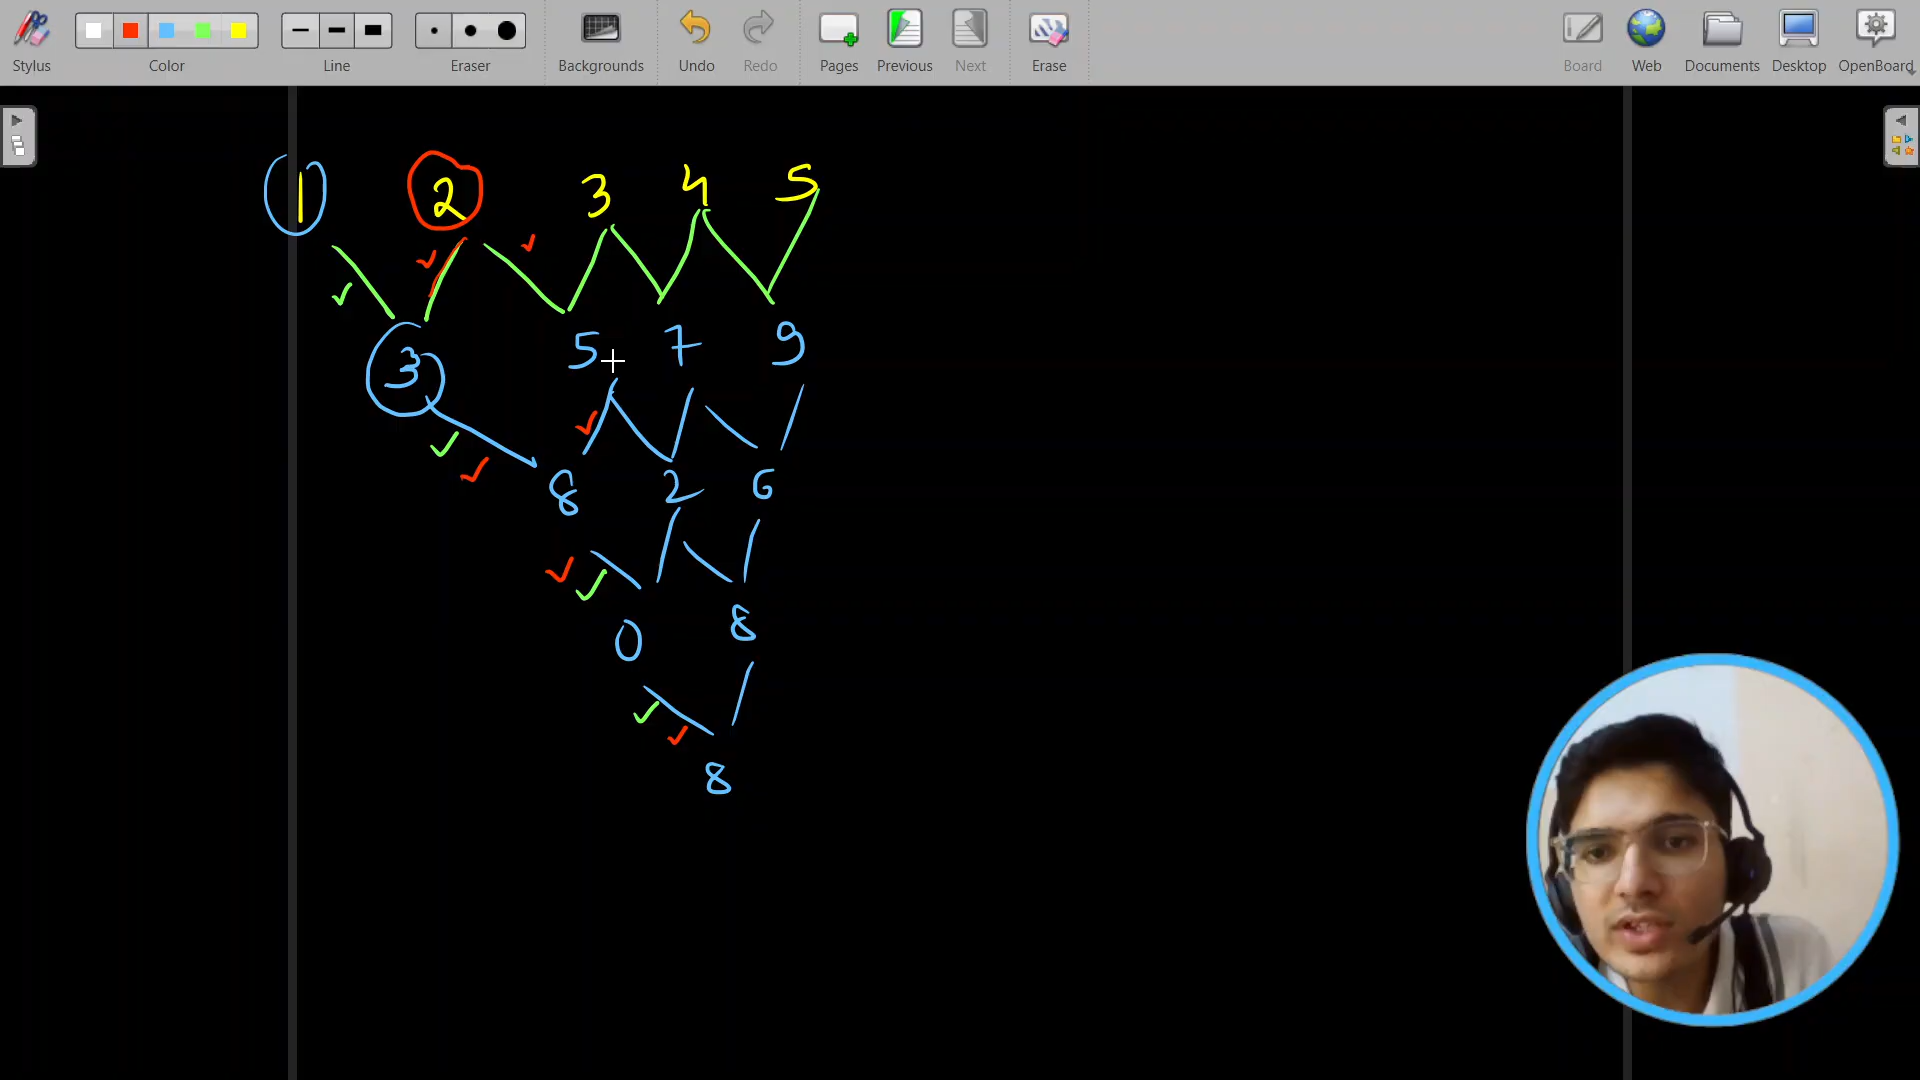 Stylus Color Line Eraser Backgrounds Undo Redo Pages Previous Next Erase Board Web Documents Desktop OpenBoard
1 2 3 4 5
3 5 7 9
8 2 6
0 8
8